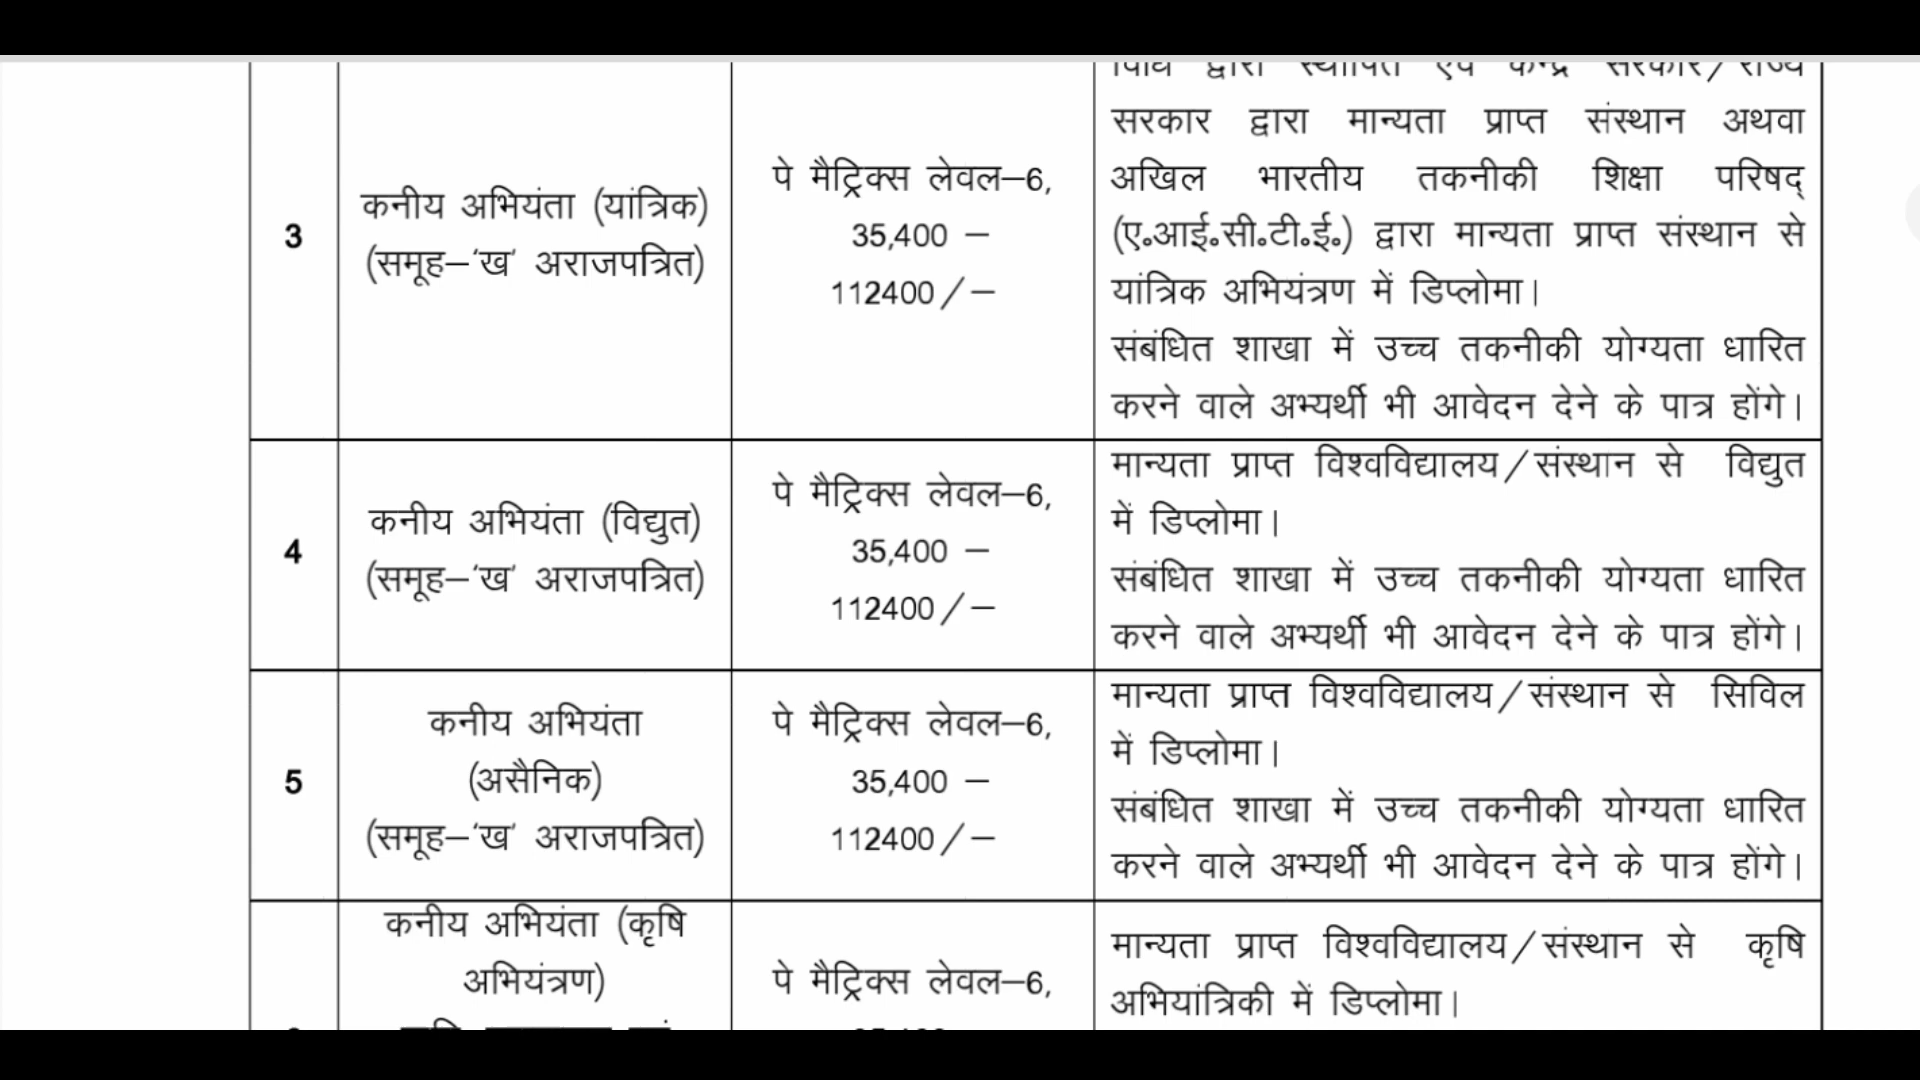 विधि द्वारा स्थापित एवं केन्द्र सरकार/राज्य
सरकार द्वारा मान्यता प्राप्त संस्थान अथवा
अखिल भारतीय तकनीकी शिक्षा परिषद्
(ए.आई.सी.टी.ई.) द्वारा मान्यता प्राप्त संस्थान से
यांत्रिक अभियंत्रण में डिप्लोमा।
संबंधित शाखा में उच्च तकनीकी योग्यता धारित
करने वाले अभ्यर्थी भी आवेदन देने के पात्र होंगे।
3
कनीय अभियंता (यांत्रिक)
(समूह–'ख' अराजपत्रित)
पे मैट्रिक्स लेवल–6,
35,400 –
112400/–
4
कनीय अभियंता (विद्युत)
(समूह–'ख' अराजपत्रित)
पे मैट्रिक्स लेवल–6,
35,400 –
112400/–
मान्यता प्राप्त विश्वविद्यालय/संस्थान से विद्युत
में डिप्लोमा।
संबंधित शाखा में उच्च तकनीकी योग्यता धारित
करने वाले अभ्यर्थी भी आवेदन देने के पात्र होंगे।
5
कनीय अभियंता
(असैनिक)
(समूह–'ख' अराजपत्रित)
पे मैट्रिक्स लेवल–6,
35,400 –
112400/–
मान्यता प्राप्त विश्वविद्यालय/संस्थान से सिविल
में डिप्लोमा।
संबंधित शाखा में उच्च तकनीकी योग्यता धारित
करने वाले अभ्यर्थी भी आवेदन देने के पात्र होंगे।
कनीय अभियंता (कृषि
अभियंत्रण)
पे मैट्रिक्स लेवल–6,
मान्यता प्राप्त विश्वविद्यालय/संस्थान से कृषि
अभियांत्रिकी में डिप्लोमा।